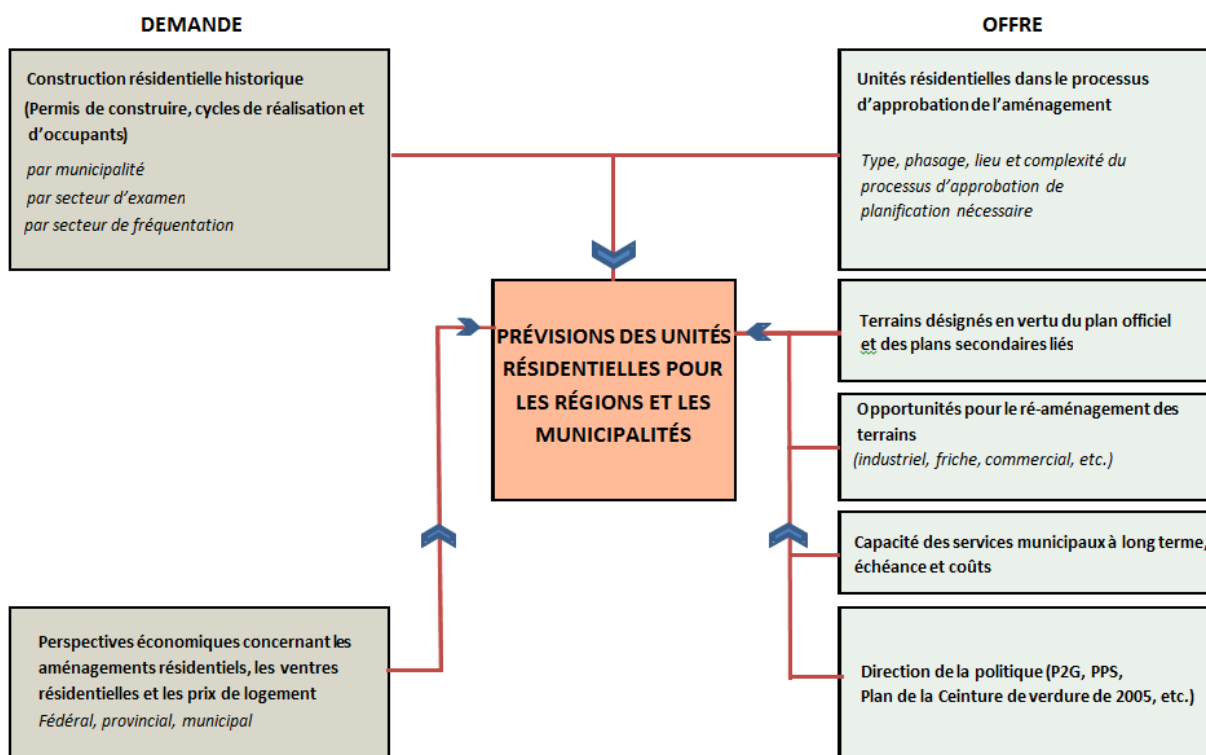 DEMANDE
Construction résidentielle historique
(Permis de construire, cycles de réalisation et
d’occupants)
par municipalité
par secteur d’examen
par secteur de fréquentation
Perspectives économiques concernant les
aménagements résidentiels, les ventres
résidentielles et les prix de logement
Fédéral, provincial, municipal
PRÉVISIONS DES UNITÉS
RÉSIDENTIELLES POUR
LES RÉGIONS ET LES
MUNICIPALITÉS
OFFRE
Unités résidentielles dans le processus
d’approbation de l’aménagement
Type, phasage, lieu et complexité du
processus d’approbation de
planification nécessaire
Terrains désignés en vertu du plan officiel
et des plans secondaires liés
Opportunités pour le ré-aménagement des
terrains
(industriel, friche, commercial, etc.)
Capacité des services municipaux à long terme,
échéance et coûts
Direction de la politique (P2G, PPS,
Plan de la Ceinture de verdure de 2005, etc.)